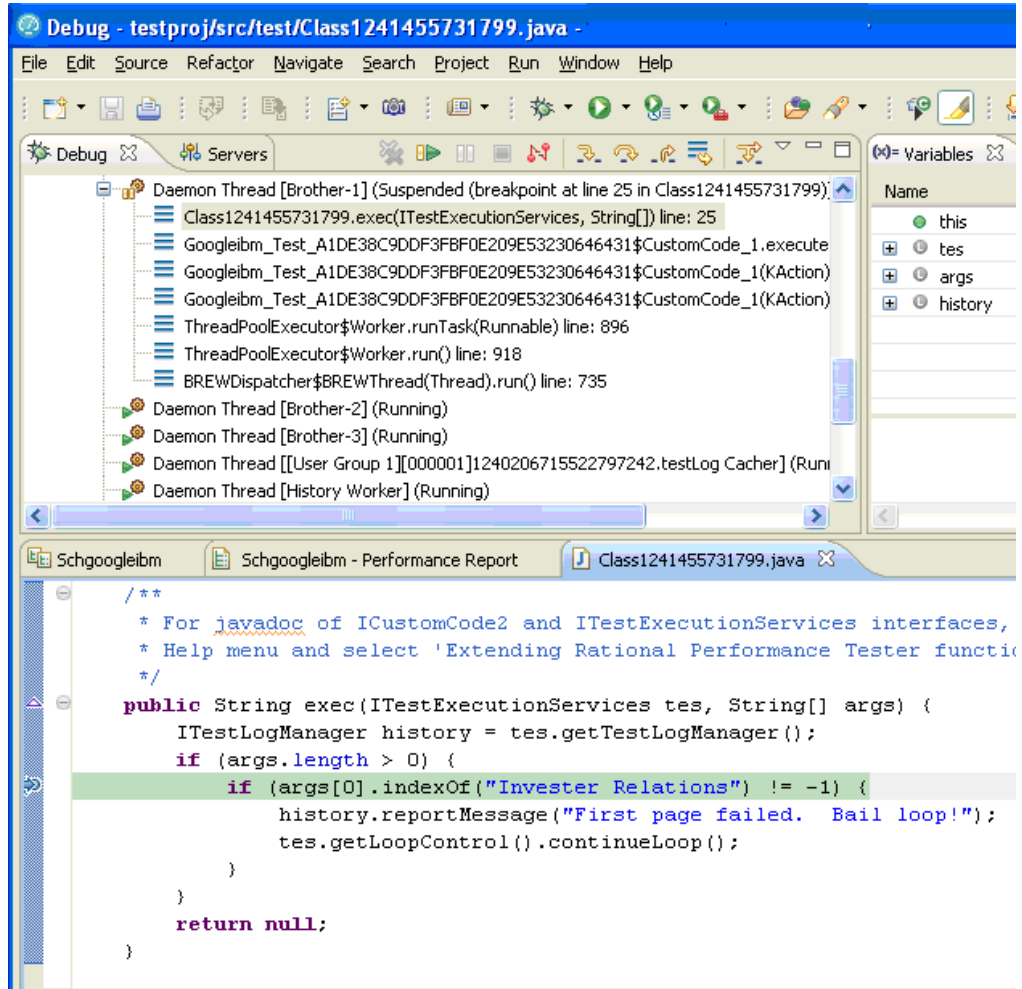 Debug - testproj/src/test/Class1241455731799.java -
File Edit Source Refactor Navigate Search Project Run Window Help
Debug Servers
(x)= Variables
Daemon Thread [Brother-1] (Suspended (breakpoint at line 25 in Class1241455731799)
Class1241455731799.exec(ITestExecutionServices, String[]) line: 25
Googleibm_Test_A1DE38C9DDF3FBF0E209E53230646431$CustomCode_1.execute
Googleibm_Test_A1DE38C9DDF3FBF0E209E53230646431$CustomCode_1(KAction)
Googleibm_Test_A1DE38C9DDF3FBF0E209E53230646431$CustomCode_1(KAction)
ThreadPoolExecutor$Worker.runTask(Runnable) line: 896
ThreadPoolExecutor$Worker.run() line: 918
BREWDispatcher$BREWThread(Thread).run() line: 735
Daemon Thread [Brother-2] (Running)
Daemon Thread [Brother-3] (Running)
Daemon Thread [[User Group 1][000001]1240206715522797242.testLog Cacher] (Runn
Daemon Thread [History Worker] (Running)
Name
this
tes
args
history
Schgoogleibm Schgoogleibm - Performance Report Class1241455731799.java
/**
* For javadoc of ICustomCode2 and ITestExecutionServices interfaces,
* Help menu and select 'Extending Rational Performance Tester functio
*/
public String exec(ITestExecutionServices tes, String[] args) {
ITestLogManager history = tes.getTestLogManager();
if (args.length > 0) {
if (args[0].indexOf("Invester Relations") != -1) {
history.reportMessage("First page failed.  Bail loop!");
tes.getLoopControl().continueLoop();
}
}
return null;
}